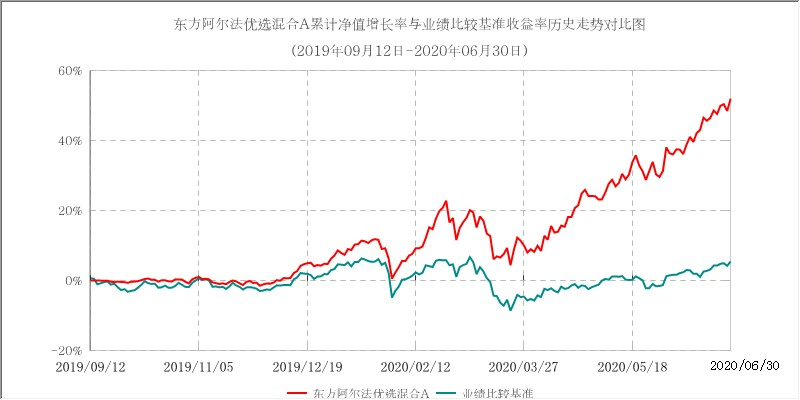 东方阿尔法优选混合A累计净值增长率与业绩比较基准收益率历史走势对比图
(2019年09月12日-2020年06月30日)
60%
40%
20%
0%
-20%
2019/09/12 2019/11/05 2019/12/19 2020/02/12 2020/03/27 2020/05/18 2020/06/30
东方阿尔法优选混合A 业绩比较基准